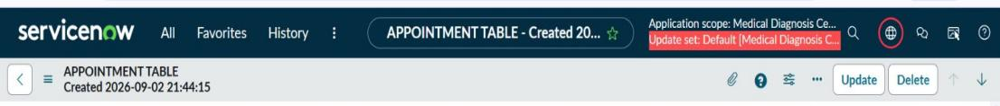 servicenow All Favorites History APPOINTMENT TABLE - Created 20... Application scope: Medical Diagnosis Ce...
Update set: Default [Medical Diagnosis C...
APPOINTMENT TABLE
Created 2026-09-02 21:44:15 Update Delete